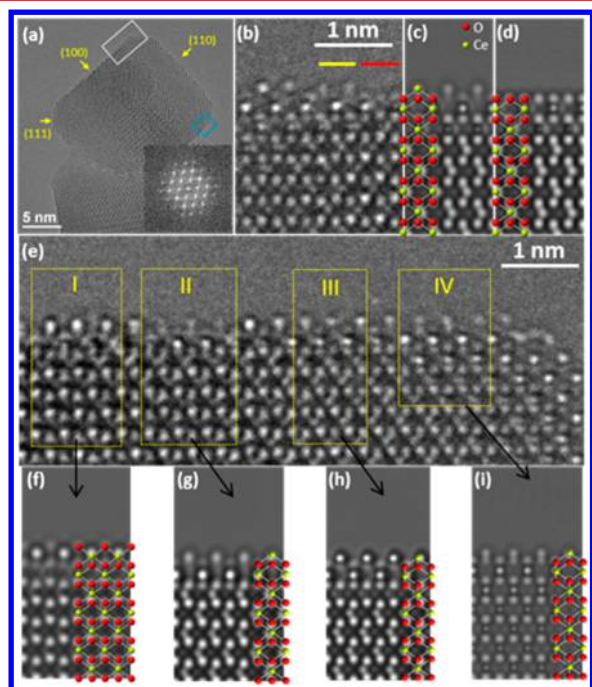 (a)
(100)
(110)
(111)
5 nm
(b)
1 nm
(c)
O
Ce
(d)
(e)
I
II
III
IV
1 nm
(f)
(g)
(h)
(i)